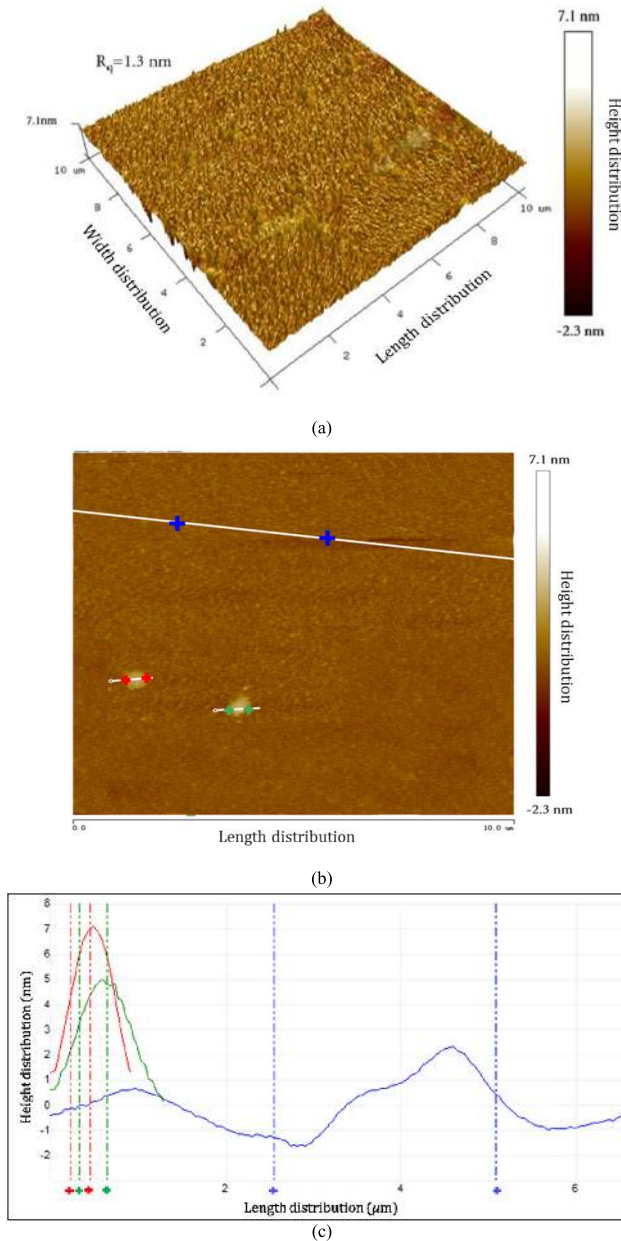 7.1 nm
R_q=1.3 nm
Height distribution
7.1nm
10 um
8
6
4
2
Width distribution
10 um
8
6
4
2
Length distribution
-2.3 nm
(a)
7.1 nm
Height distribution
-2.3 nm
0.0
10.0 um
Length distribution
(b)
8
7
6
5
4
3
2
1
0
-1
-2
Height distribution (nm)
2
4
6
Length distribution (μm)
(c)